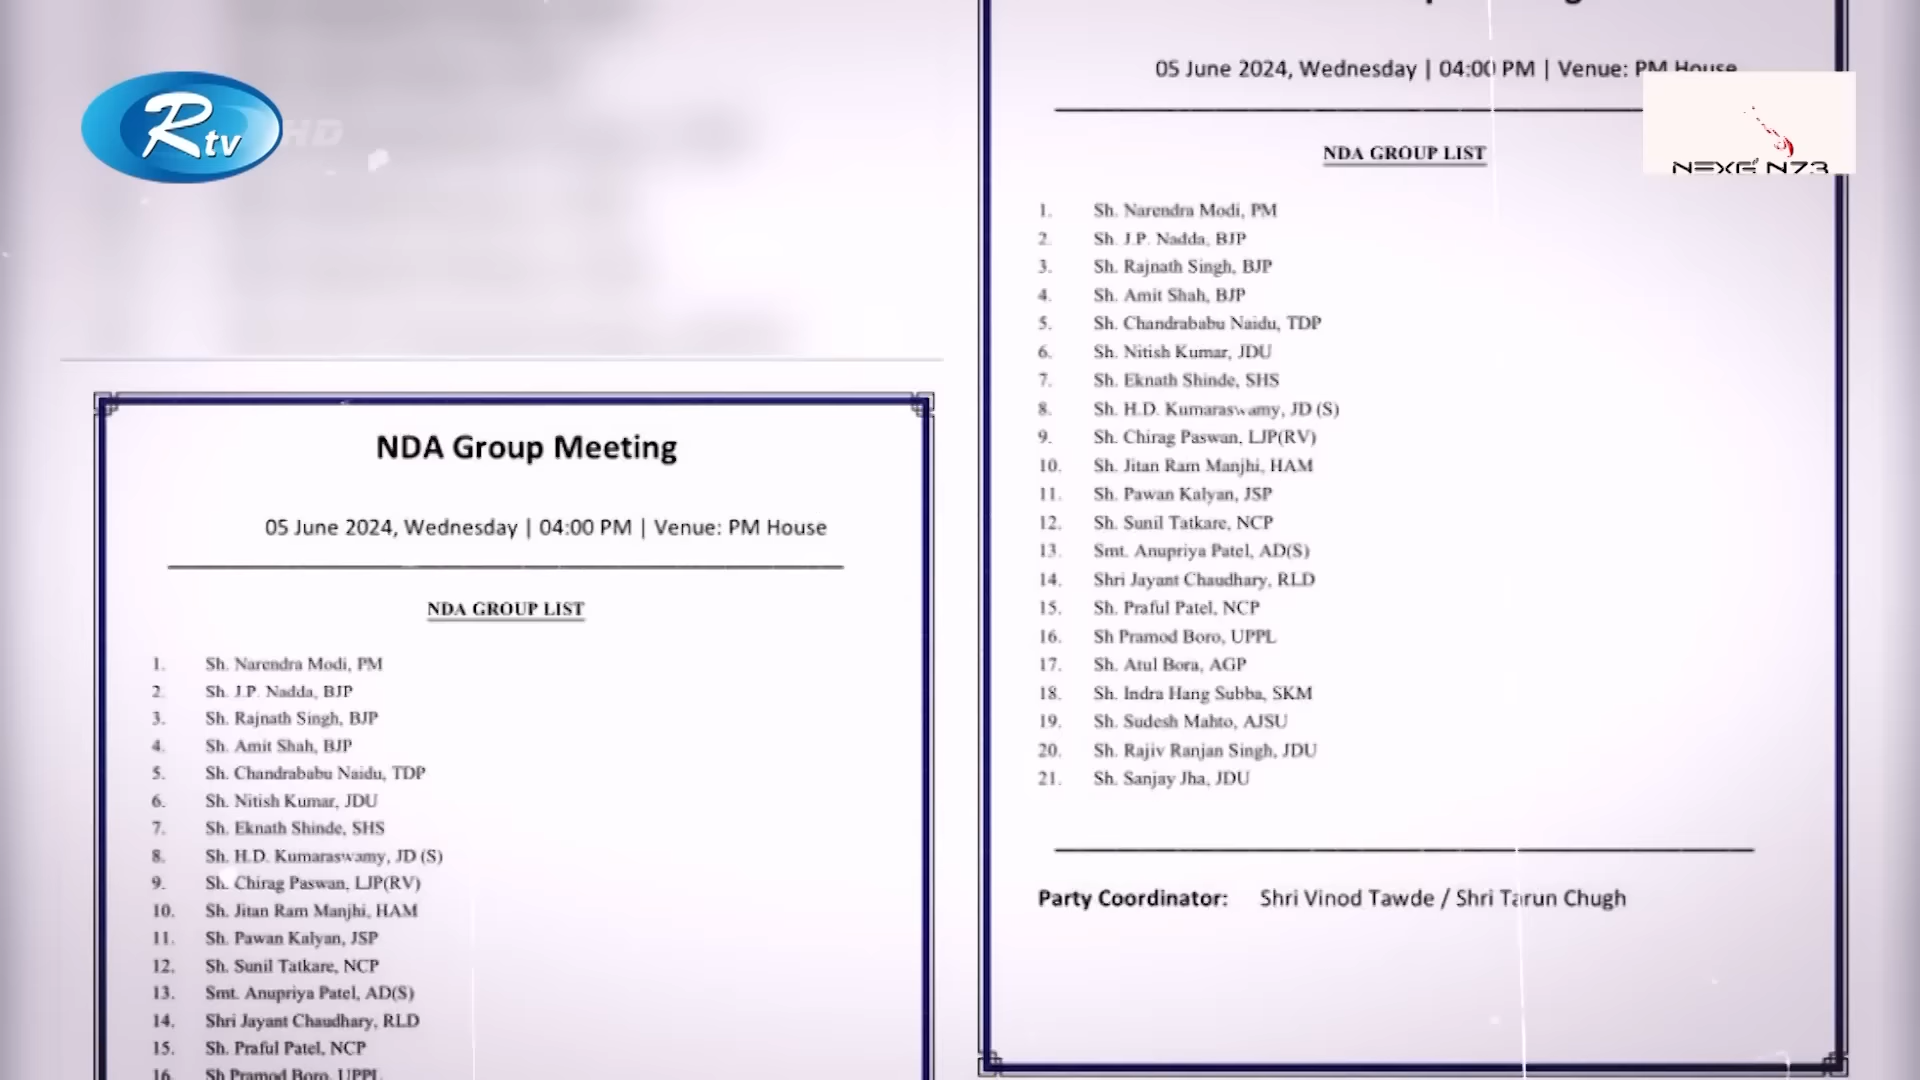 Rtv
HD
NDA Group Meeting
05 June 2024, Wednesday | 04:00 PM | Venue: PM House
NDA GROUP LIST
1. Sh. Narendra Modi, PM
2. Sh. J.P. Nadda, BJP
3. Sh. Rajnath Singh, BJP
4. Sh. Amit Shah, BJP
5. Sh. Chandrababu Naidu, TDP
6. Sh. Nitish Kumar, JDU
7. Sh. Eknath Shinde, SHS
8. Sh. H.D. Kumaraswamy, JD (S)
9. Sh. Chirag Paswan, LJP(RV)
10. Sh. Jitan Ram Manjhi, HAM
11. Sh. Pawan Kalyan, JSP
12. Sh. Sunil Tatkare, NCP
13. Smt. Anupriya Patel, AD(S)
14. Shri Jayant Chaudhary, RLD
15. Sh. Praful Patel, NCP
16. Sh Pramod Boro, UPPL
05 June 2024, Wednesday | 04:00 PM | Venue: PM House
NEXG N73
NDA GROUP LIST
1. Sh. Narendra Modi, PM
2. Sh. J.P. Nadda, BJP
3. Sh. Rajnath Singh, BJP
4. Sh. Amit Shah, BJP
5. Sh. Chandrababu Naidu, TDP
6. Sh. Nitish Kumar, JDU
7. Sh. Eknath Shinde, SHS
8. Sh. H.D. Kumaraswamy, JD (S)
9. Sh. Chirag Paswan, LJP(RV)
10. Sh. Jitan Ram Manjhi, HAM
11. Sh. Pawan Kalyan, JSP
12. Sh. Sunil Tatkare, NCP
13. Smt. Anupriya Patel, AD(S)
14. Shri Jayant Chaudhary, RLD
15. Sh. Praful Patel, NCP
16. Sh Pramod Boro, UPPL
17. Sh. Atul Bora, AGP
18. Sh. Indra Hang Subba, SKM
19. Sh. Sudesh Mahto, AJSU
20. Sh. Rajiv Ranjan Singh, JDU
21. Sh. Sanjay Jha, JDU
Party Coordinator: Shri Vinod Tawde / Shri Tarun Chugh